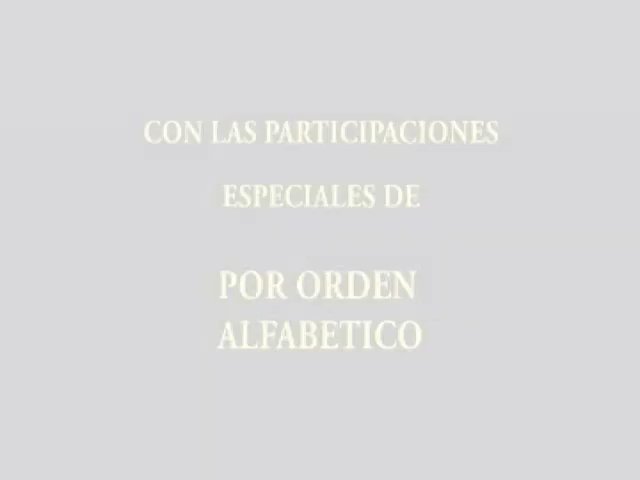 CON LAS PARTICIPACIONES
ESPECIALES DE
POR ORDEN
ALFABETICO